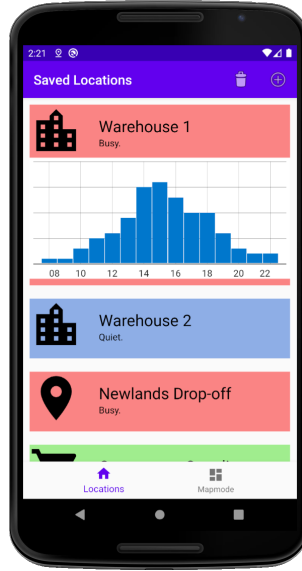 2:21
Saved Locations
Warehouse 1
Busy.
08 10 12 14 16 18 20 22
Warehouse 2
Quiet.
Newlands Drop-off
Busy.
Locations Mapmode